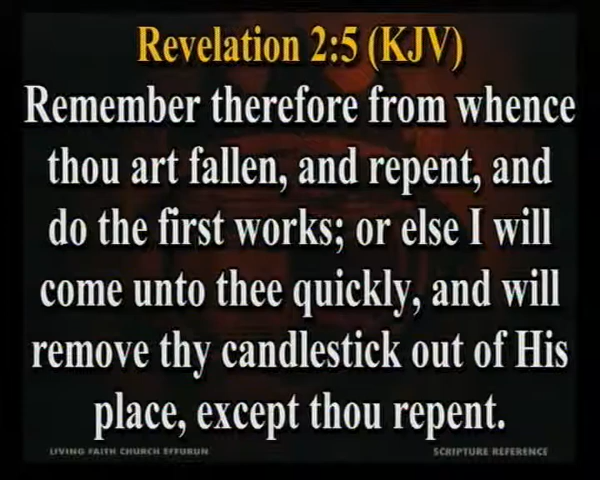 Revelation 2:5 (KJV)
Remember therefore from whence
thou art fallen, and repent, and
do the first works; or else I will
come unto thee quickly, and will
remove thy candlestick out of His
place, except thou repent.
LIVING FAITH CHURCH EFFURUN
SCRIPTURE REFERENCE